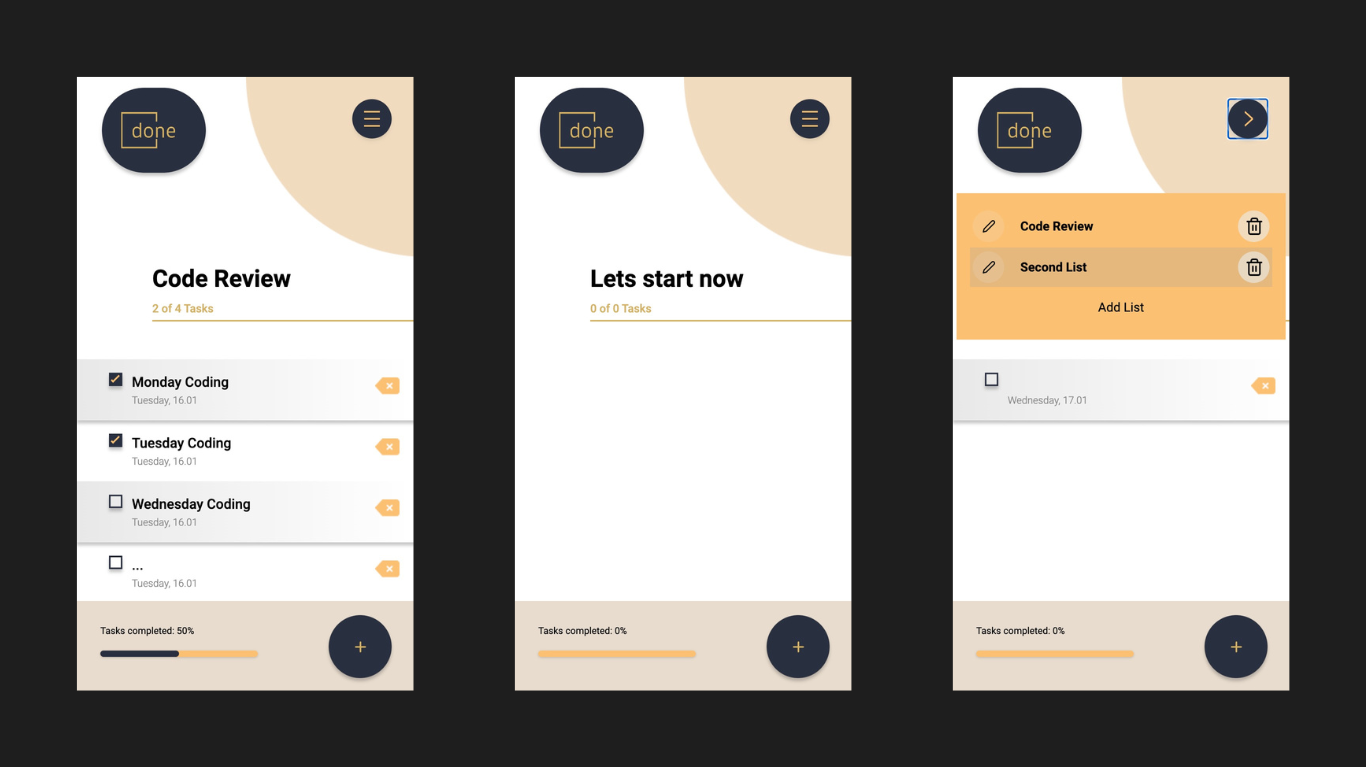 done
Code Review
2 of 4 Tasks
Monday Coding
Tuesday, 16.01
Tuesday Coding
Tuesday, 16.01
Wednesday Coding
Tuesday, 16.01
...
Tuesday, 16.01
Tasks completed: 50%
+
done
Lets start now
0 of 0 Tasks
Tasks completed: 0%
+
done
Code Review
Second List
Add List
Wednesday, 17.01
Tasks completed: 0%
+